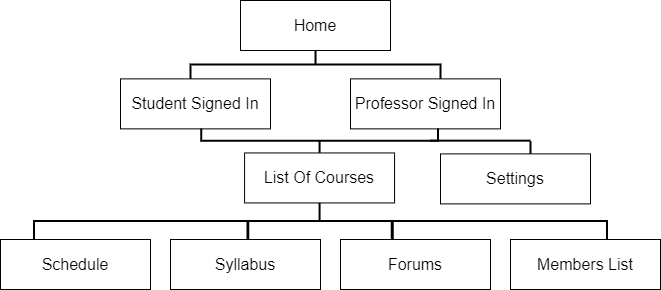 Home
Student Signed In
Professor Signed In
List Of Courses
Settings
Schedule
Syllabus
Forums
Members List